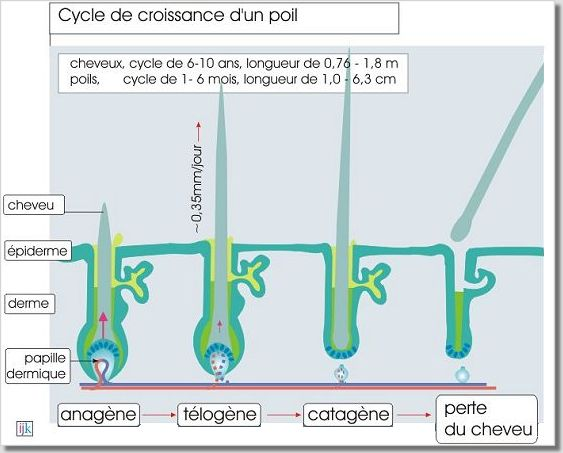 Cycle de croissance d'un poil
cheveux, cycle de 6-10 ans, longueur de 0,76 - 1,8 m
poils, cycle de 1- 6 mois, longueur de 1,0 - 6,3 cm
~0,35mm/jour
cheveu
épiderme
derme
papille
dermique
anagène
télogène
catagène
perte
du cheveu
ijk